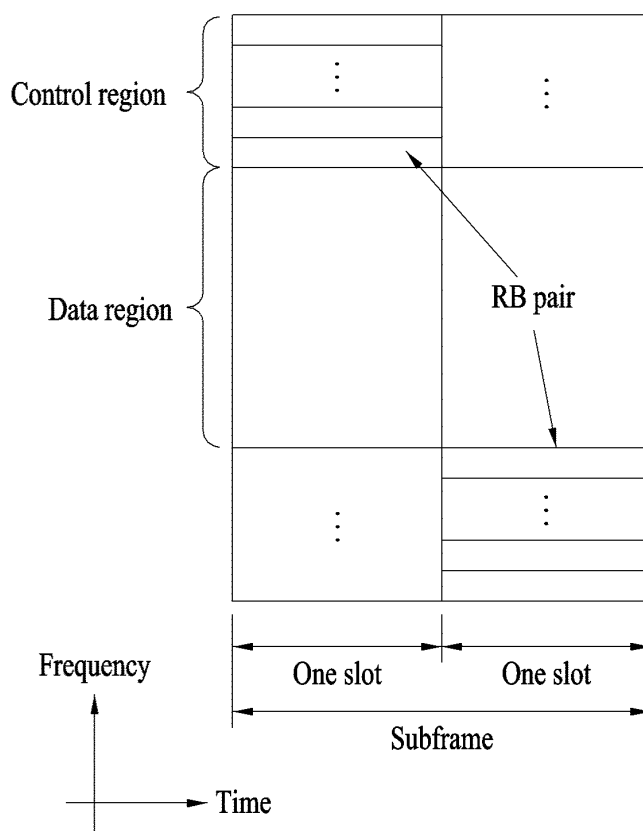 Control region
Data region
RB pair
One slot
One slot
Subframe
Frequency
Time